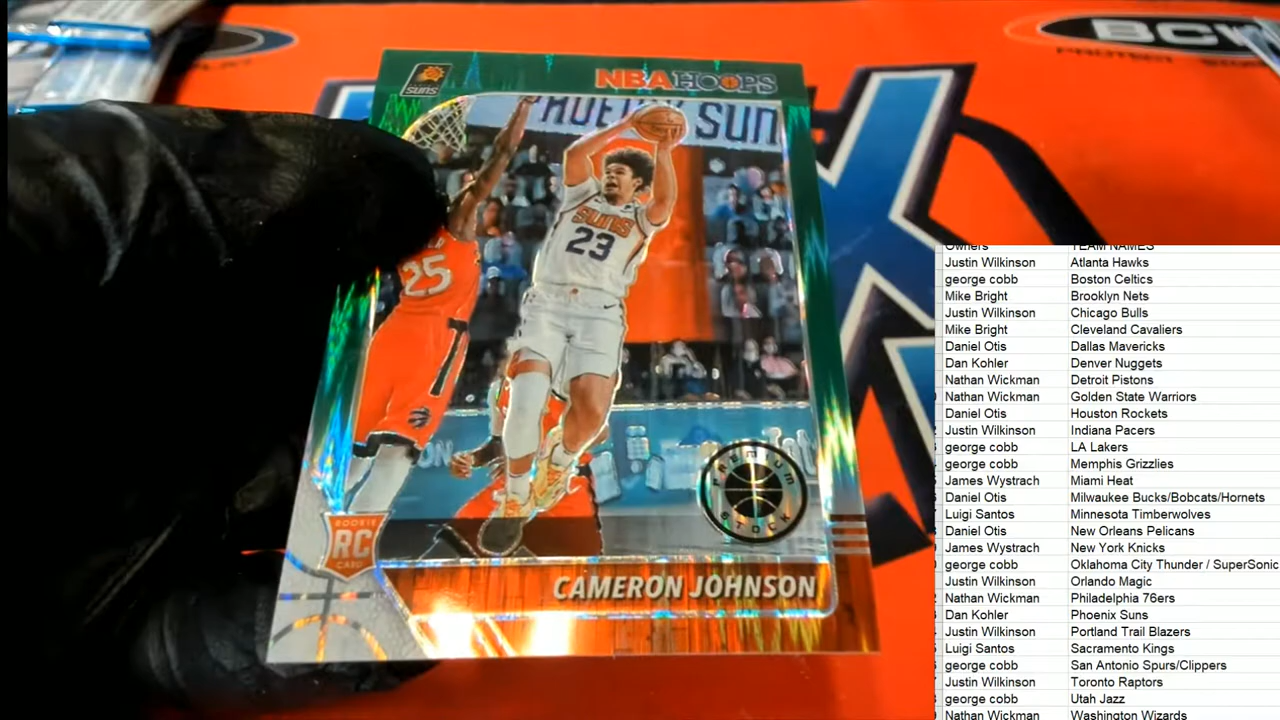 BCW
SUNS
NBA HOOPS
PHOENIX SUN
SUNS
23
25
PREMIUM
STOCK
ROOKIE
RC
CARD
CAMERON JOHNSON
Owners TEAM NAMES
Justin Wilkinson Atlanta Hawks
george cobb Boston Celtics
Mike Bright Brooklyn Nets
Justin Wilkinson Chicago Bulls
Mike Bright Cleveland Cavaliers
Daniel Otis Dallas Mavericks
Dan Kohler Denver Nuggets
Nathan Wickman Detroit Pistons
Nathan Wickman Golden State Warriors
Daniel Otis Houston Rockets
Justin Wilkinson Indiana Pacers
george cobb LA Lakers
george cobb Memphis Grizzlies
James Wystrach Miami Heat
Daniel Otis Milwaukee Bucks/Bobcats/Hornets
Luigi Santos Minnesota Timberwolves
Daniel Otis New Orleans Pelicans
James Wystrach New York Knicks
george cobb Oklahoma City Thunder / SuperSonic
Justin Wilkinson Orlando Magic
Nathan Wickman Philadelphia 76ers
Dan Kohler Phoenix Suns
Justin Wilkinson Portland Trail Blazers
Luigi Santos Sacramento Kings
george cobb San Antonio Spurs/Clippers
Justin Wilkinson Toronto Raptors
george cobb Utah Jazz
Nathan Wickman Washington Wizards